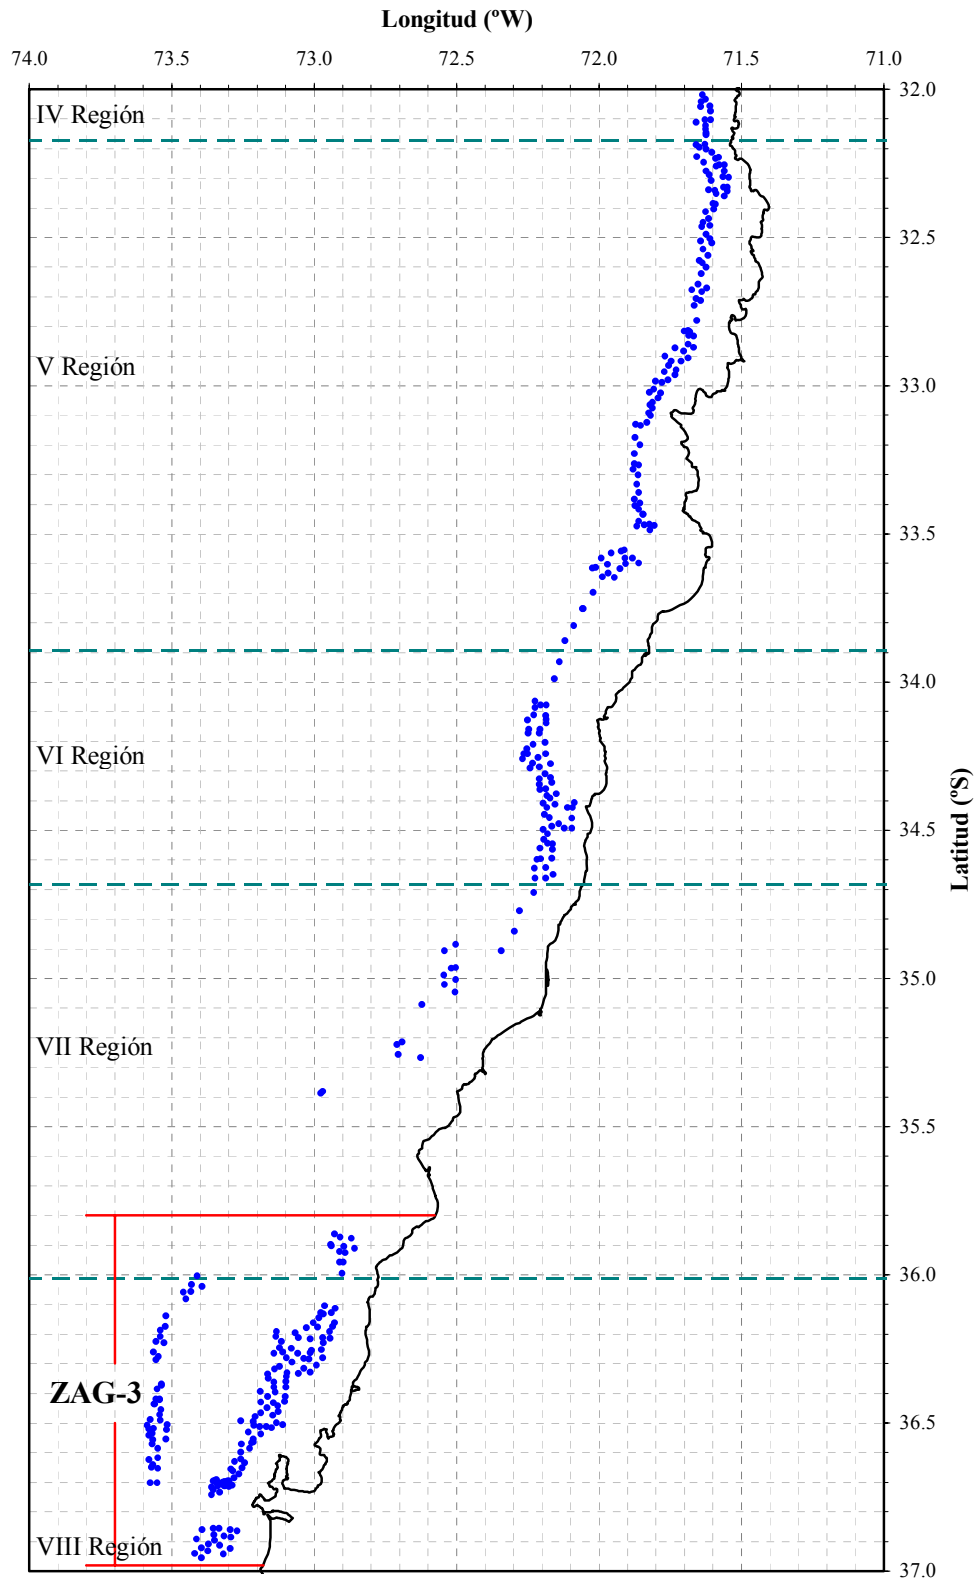 Longitud (ºW)
74.0 73.5 73.0 72.5 72.0 71.5 71.0
32.0
IV Región
32.5
V Región
33.0
33.5
34.0
VI Región
34.5
Latitud (ºS)
35.0
VII Región
35.5
36.0
ZAG-3
36.5
VIII Región
37.0